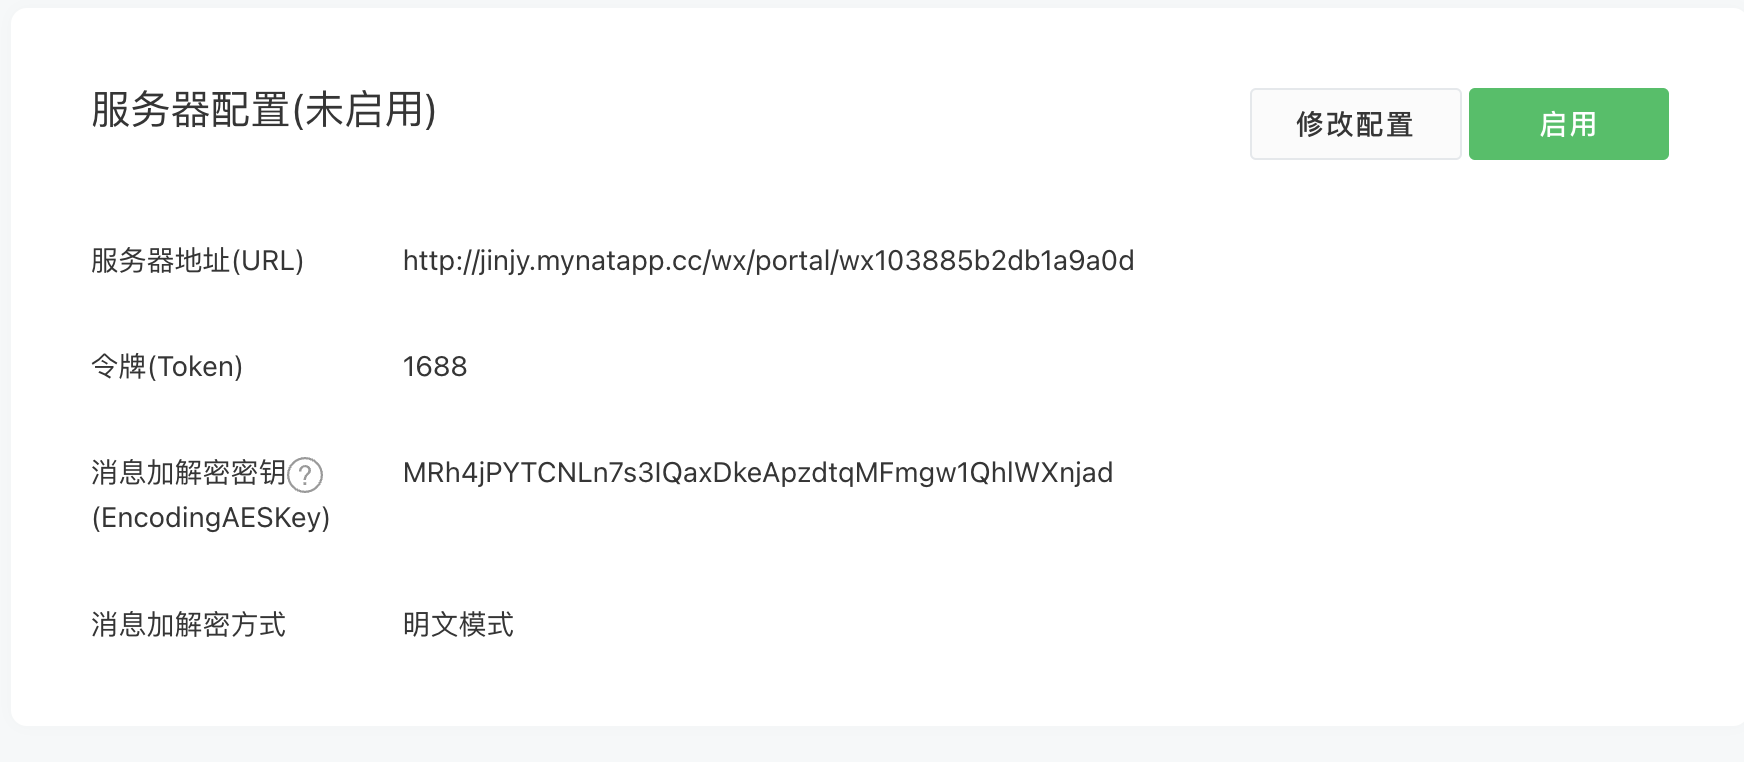 服务器配置(未启用)
修改配置
启用
服务器地址(URL)
http://jinjy.mynatapp.cc/wx/portal/wx103885b2db1a9a0d
令牌(Token)
1688
消息加解密密钥?
(EncodingAESKey)
MRh4jPYTCNLn7s3IQaxDkeApzdtqMFmgw1QhlWXnjad
消息加解密方式
明文模式